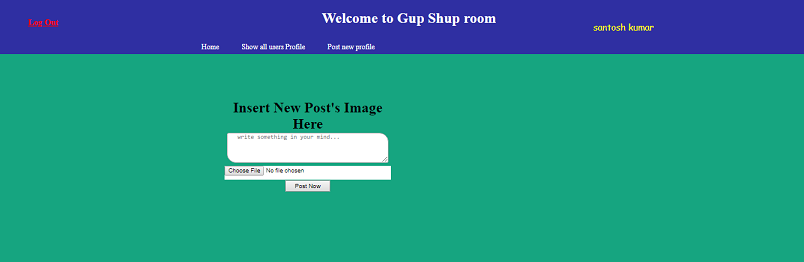 Log Out
Welcome to Gup Shup room
santosh kumar
Home Show all users Profile Post new profile
Insert New Post's Image
Here
write something in your mind...
Choose File No file chosen
Post Now